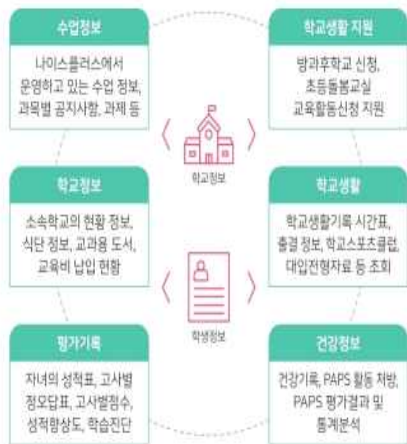 수업정보
나이스플러스에서
운영하고 있는 수업 정보,
과목별 공지사항, 과제 등
학교생활 지원
방과후학교 신청,
초등돌봄교실
교육활동신청 지원
학교정보
학교정보
소속학교의 현황 정보,
식단 정보, 교과용 도서,
교육비 납입 현황
학교생활
학교생활기록 시간표,
출결 정보, 학교스포츠클럽,
대입전형자료 등 조회
학생정보
평가기록
자녀의 성적표, 고사별
정오답표, 고사별점수,
성적향상도, 학습진단
건강정보
건강기록, PAPS 활동 처방,
PAPS 평가결과 및
통계분석